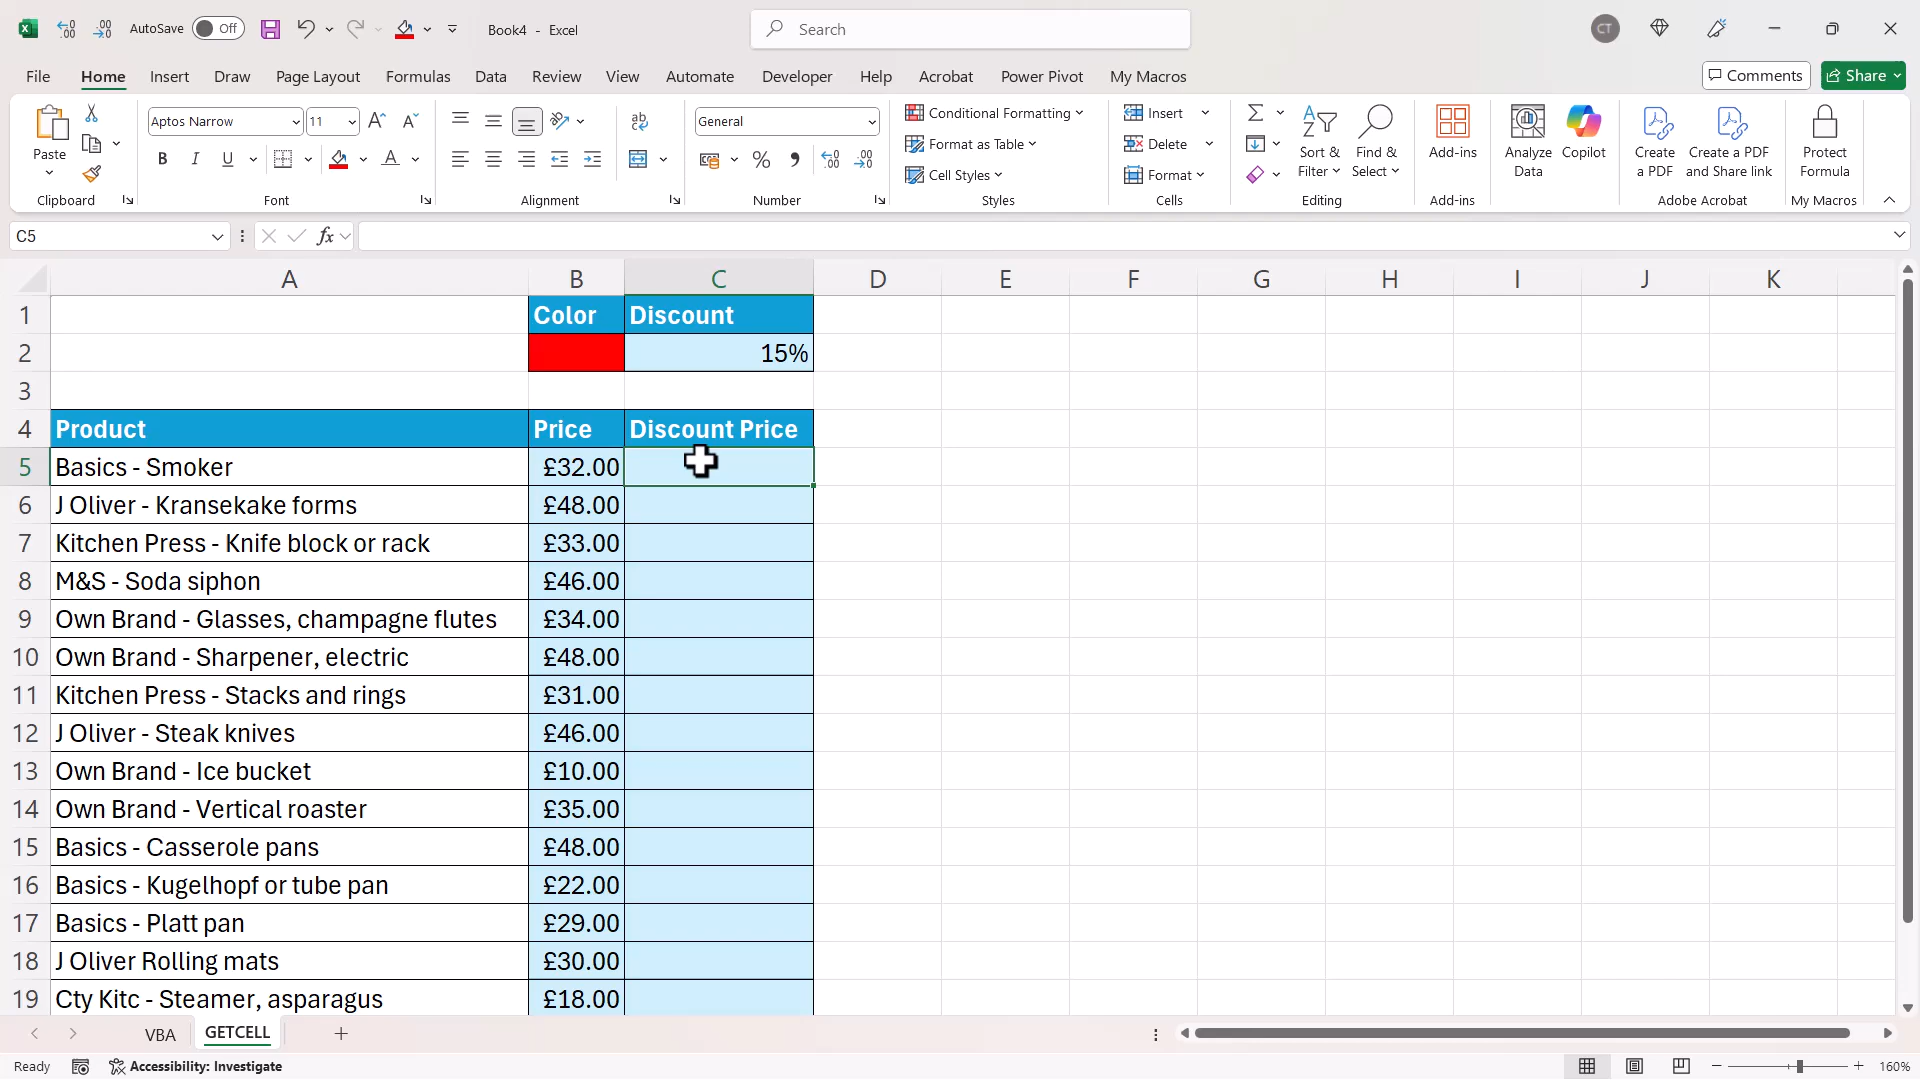 AutoSave Off Book4 - Excel Search CT
File Home Insert Draw Page Layout Formulas Data Review View Automate Developer Help Acrobat Power Pivot My Macros Comments Share
Paste
Clipboard
Aptos Narrow 11
B I U A
Font
ab
Alignment
General
% ,
Number
Conditional Formatting
Format as Table
Cell Styles
Styles
Insert
Delete
Format
Cells
Sort &
Filter
Find &
Select
Editing
Add-ins
Add-ins
Analyze
Data
Copilot
Create
a PDF
Create a PDF
and Share link
Adobe Acrobat
Protect
Formula
My Macros
C5 fx
A B C D E F G H I J K
1 Color Discount
2 15%
3
4 Product Price Discount Price
5 Basics - Smoker £32.00
6 J Oliver - Kransekake forms £48.00
7 Kitchen Press - Knife block or rack £33.00
8 M&S - Soda siphon £46.00
9 Own Brand - Glasses, champagne flutes £34.00
10 Own Brand - Sharpener, electric £48.00
11 Kitchen Press - Stacks and rings £31.00
12 J Oliver - Steak knives £46.00
13 Own Brand - Ice bucket £10.00
14 Own Brand - Vertical roaster £35.00
15 Basics - Casserole pans £48.00
16 Basics - Kugelhopf or tube pan £22.00
17 Basics - Platt pan £29.00
18 J Oliver Rolling mats £30.00
19 Cty Kitc - Steamer, asparagus £18.00
VBA GETCELL
Ready Accessibility: Investigate 160%